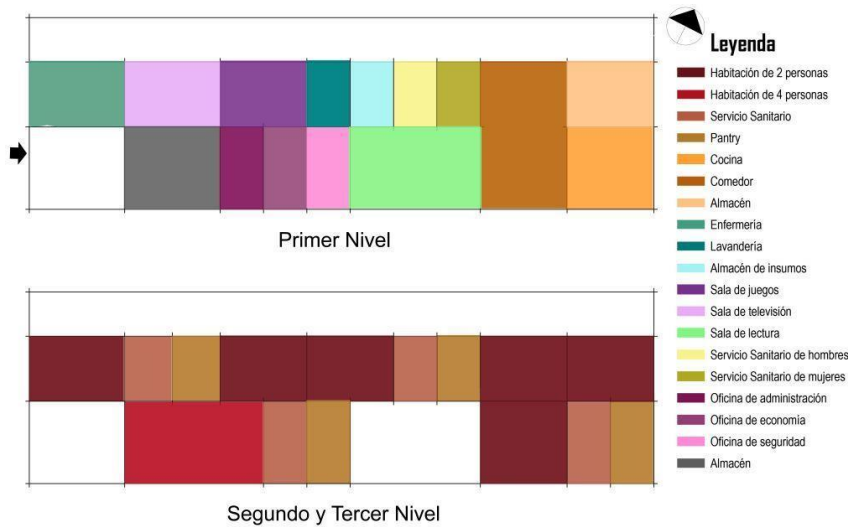 Leyenda
Habitación de 2 personas
Habitación de 4 personas
Servicio Sanitario
Pantry
Cocina
Comedor
Almacén
Enfermería
Lavandería
Almacén de insumos
Sala de juegos
Sala de televisión
Sala de lectura
Servicio Sanitario de hombres
Servicio Sanitario de mujeres
Oficina de administración
Oficina de economía
Oficina de seguridad
Almacén
Primer Nivel
Segundo y Tercer Nivel